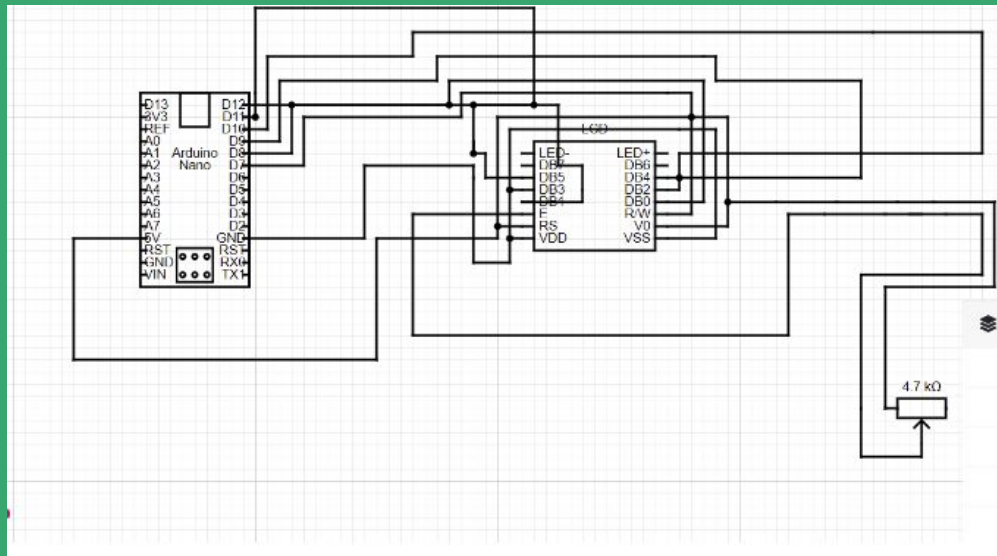 D13 D12
3V3 D11
REF D10
A0 D9
A1 D8
A2 D7
A3 D6
A4 D5
A5 D4
A6 D3
A7 D2
5V GND
RST RST
GND RX0
VIN TX1
Arduino
Nano
LCD
LED- LED+
DB7 DB6
DB5 DB4
DB3 DB2
DB1 DB0
E R/W
RS V0
VDD VSS
4.7 kΩ